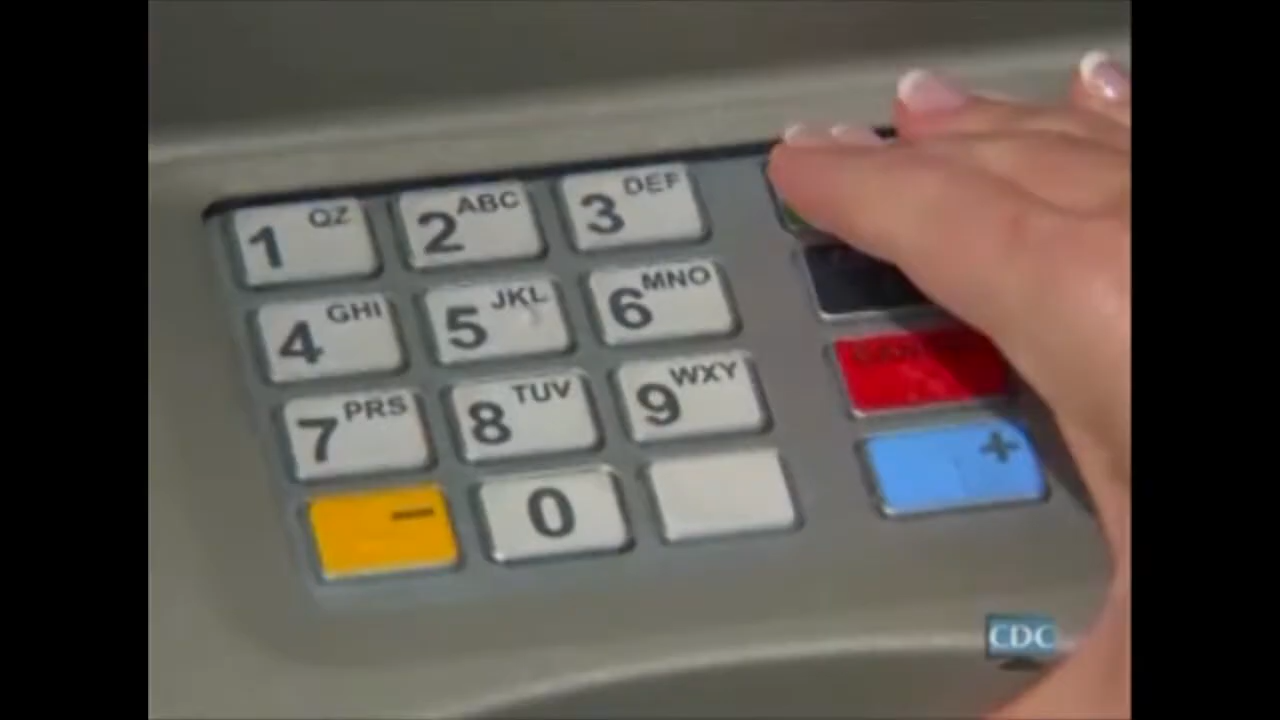 1 QZ 2 ABC 3 DEF
4 GHI 5 JKL 6 MNO
7 PRS 8 TUV 9 WXY
+
— 0
CDC